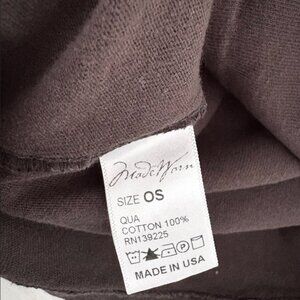 MadeWorn
SIZE OS
QUA
COTTON 100%
RN139225
MADE IN USA